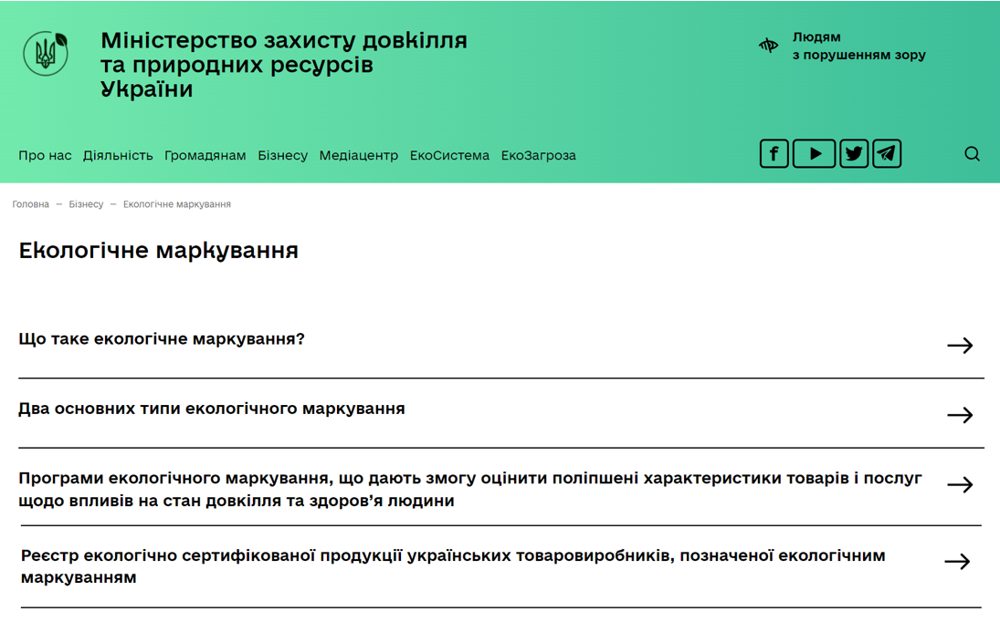 Міністерство захисту довкілля
та природних ресурсів
України
Людям
з порушенням зору
Про нас Діяльність Громадянам Бізнесу Медіацентр ЕкоСистема ЕкоЗагроза
Головна — Бізнесу — Екологічне маркування
Екологічне маркування
Що таке екологічне маркування?
Два основних типи екологічного маркування
Програми екологічного маркування, що дають змогу оцінити поліпшені характеристики товарів і послуг
щодо впливів на стан довкілля та здоров’я людини
Реєстр екологічно сертифікованої продукції українських товаровиробників, позначеної екологічним
маркуванням